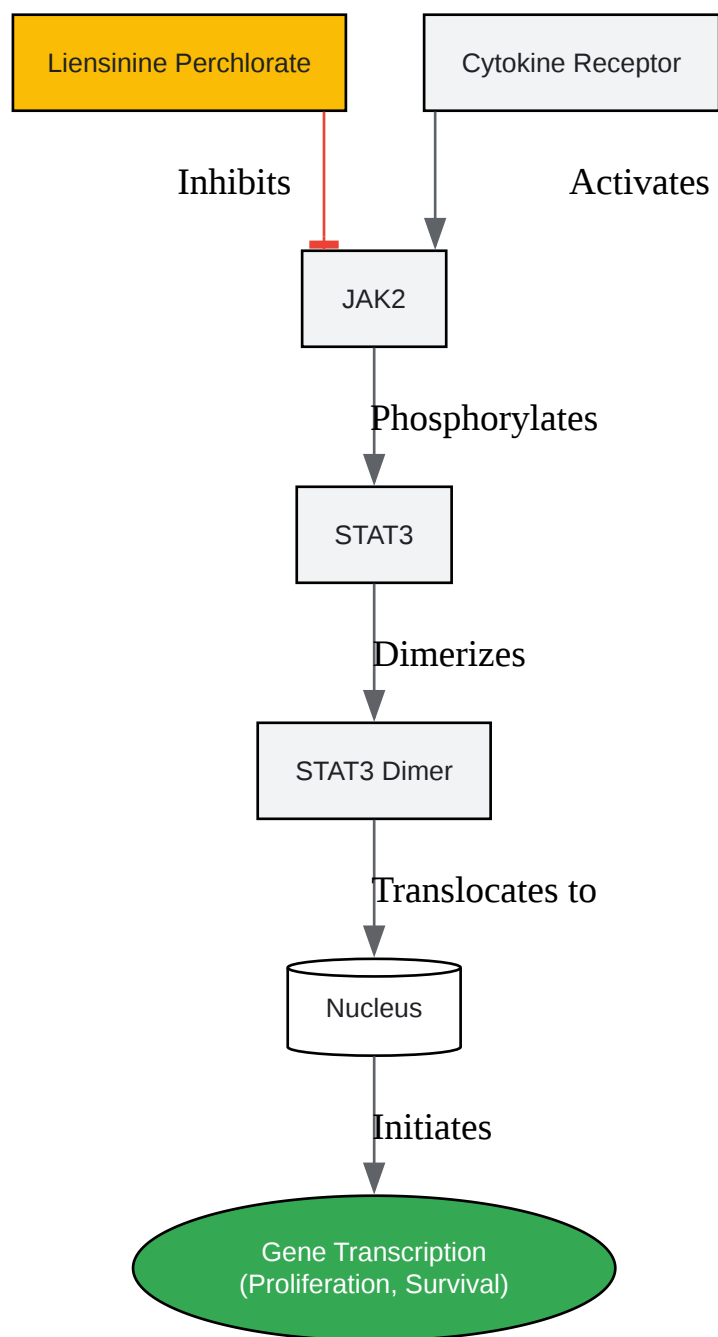 Liensinine Perchlorate
Cytokine Receptor
Inhibits
Activates
JAK2
Phosphorylates
STAT3
Dimerizes
STAT3 Dimer
Translocates to
Nucleus
Initiates
Gene Transcription
(Proliferation, Survival)